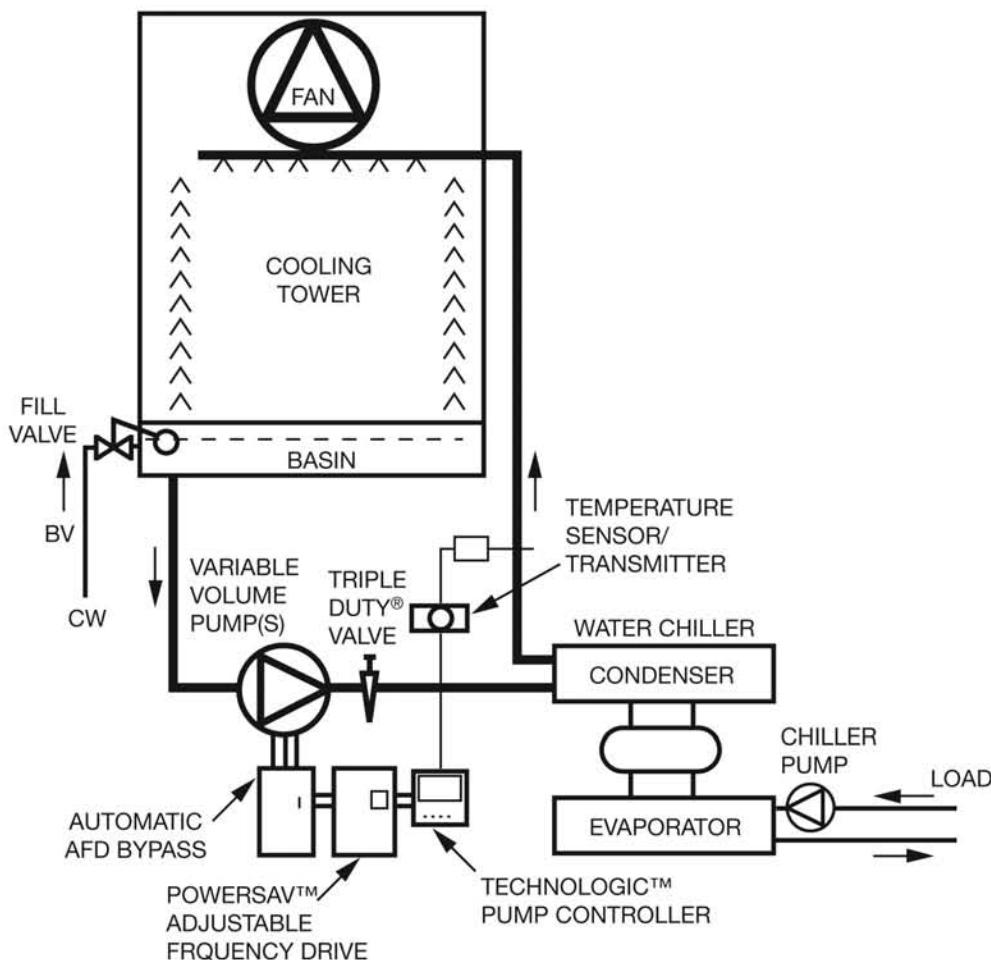 FAN
COOLING
TOWER
FILL
VALVE
BASIN
BV
CW
VARIABLE
VOLUME
PUMP(S)
TRIPLE
DUTY®
VALVE
TEMPERATURE
SENSOR/
TRANSMITTER
WATER CHILLER
CONDENSER
CHILLER
PUMP
LOAD
EVAPORATOR
AUTOMATIC
AFD BYPASS
POWERSAV™
ADJUSTABLE
FRQUENCY DRIVE
TECHNOLOGIC™
PUMP CONTROLLER